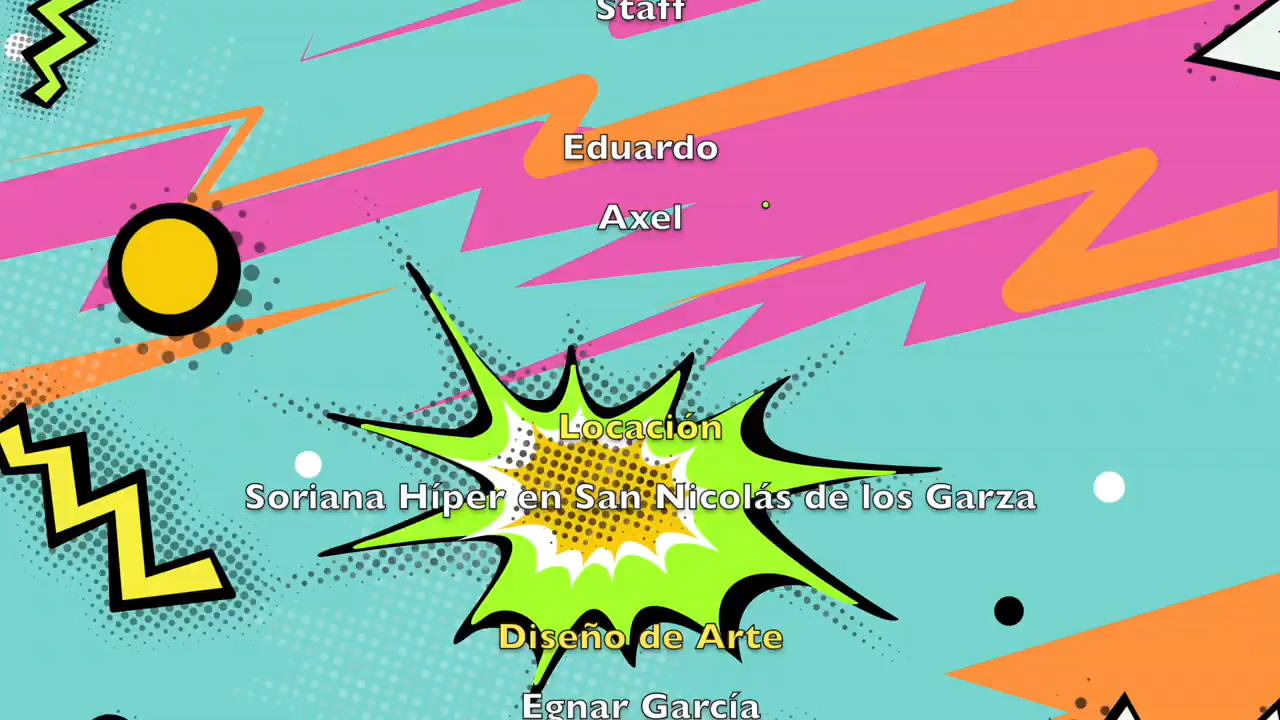 Staff
Eduardo
Axel
Locación
Soriana Híper en San Nicolás de los Garza
Diseño de Arte
Egnar García